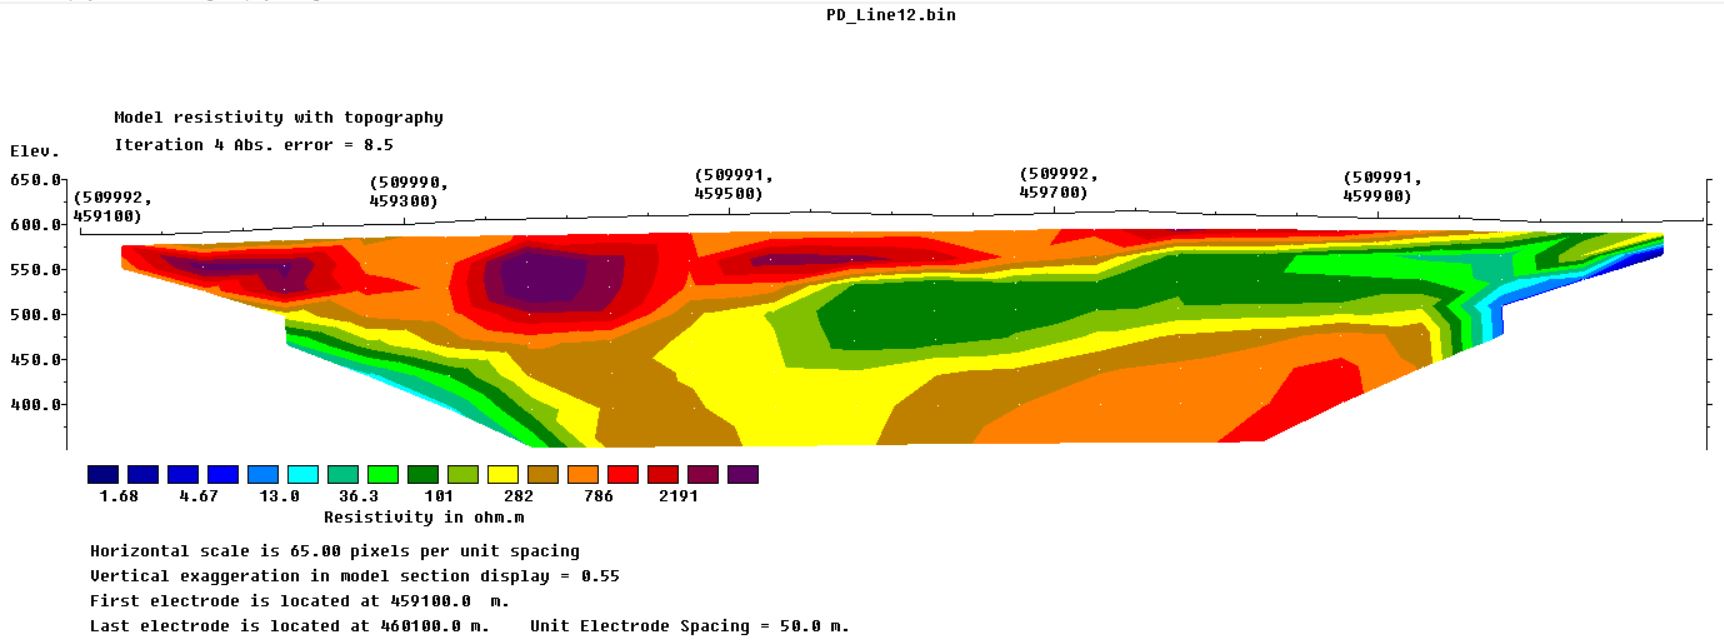 PD_Line12.bin
Model resistivity with topography
Iteration 4 Abs. error = 8.5
Elev.
650.0
600.0
550.0
500.0
450.0
400.0
(509992,
459100)
(509990,
459300)
(509991,
459500)
(509992,
459700)
(509991,
459900)
1.68 4.67 13.0 36.3 101 282 786 2191
Resistivity in ohm.m
Horizontal scale is 65.00 pixels per unit spacing
Vertical exaggeration in model section display = 0.55
First electrode is located at 459100.0 m.
Last electrode is located at 460100.0 m. Unit Electrode Spacing = 50.0 m.